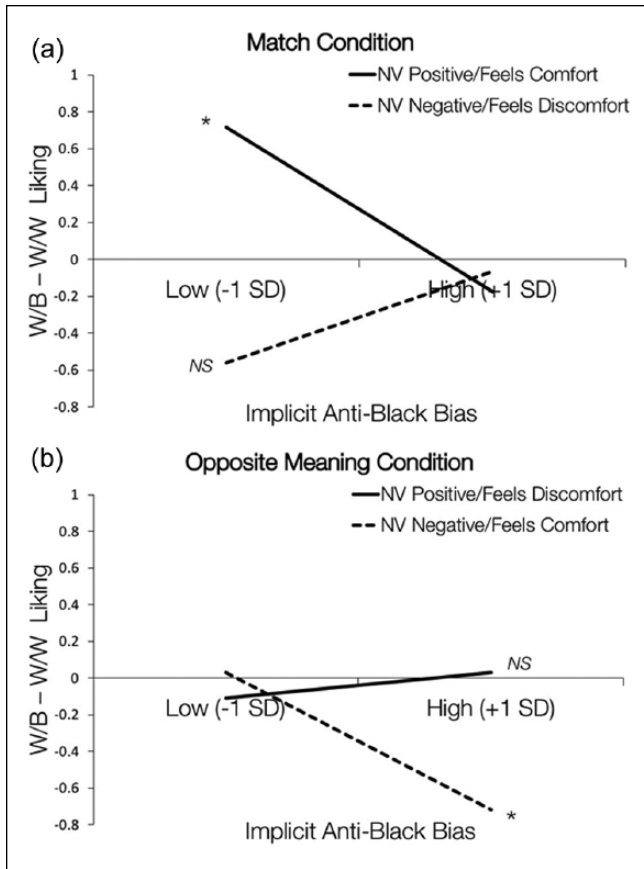 (a)
Match Condition
NV Positive/Feels Comfort
NV Negative/Feels Discomfort
W/B – W/W Liking
1
0.8
0.6
0.4
0.2
0
-0.2
-0.4
-0.6
-0.8
*
NS
Low (-1 SD)
High (+1 SD)
Implicit Anti-Black Bias
(b)
Opposite Meaning Condition
NV Positive/Feels Discomfort
NV Negative/Feels Comfort
W/B – W/W Liking
1
0.8
0.6
0.4
0.2
0
-0.2
-0.4
-0.6
-0.8
NS
Low (-1 SD)
High (+1 SD)
*
Implicit Anti-Black Bias